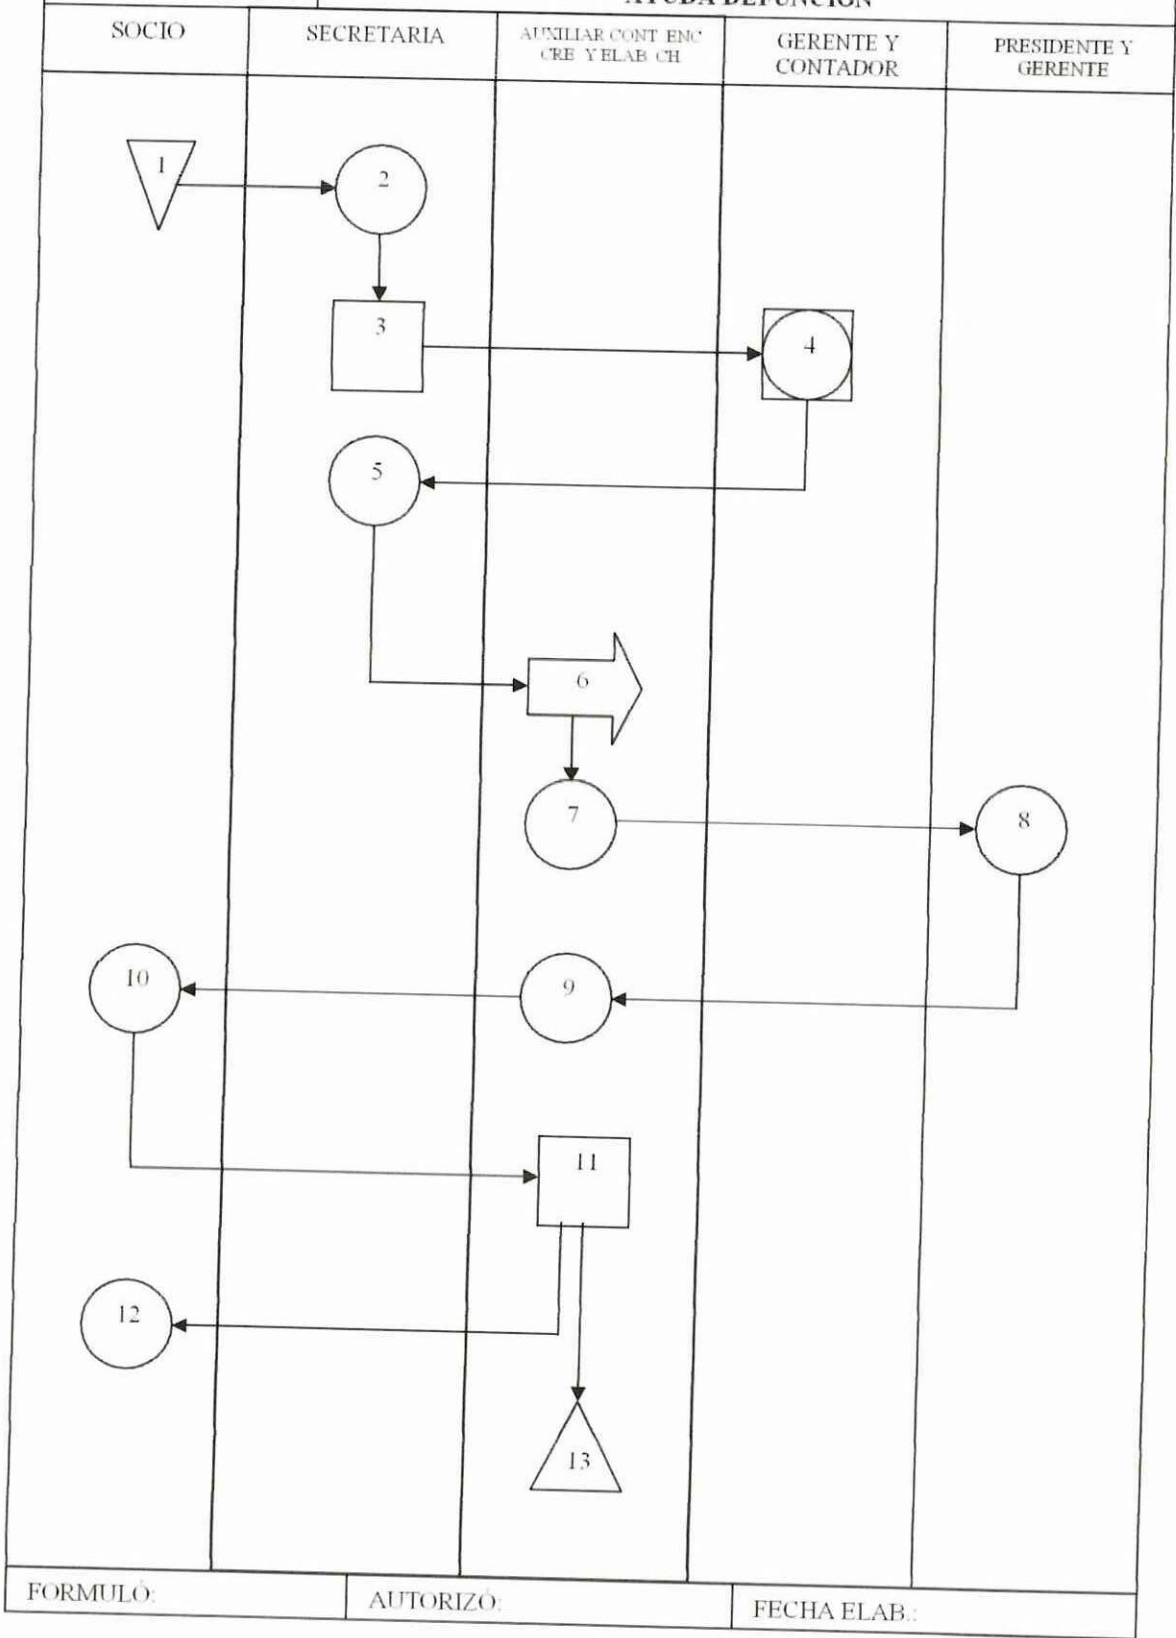 AYUDA DEFUNCIÓN
SOCIO
SECRETARIA
AUXILIAR CONT ENC
CRE Y ELAB CH
GERENTE Y
CONTADOR
PRESIDENTE Y
GERENTE
1
2
3
4
5
6
7
8
10
9
11
12
13
FORMULÓ:
AUTORIZÓ:
FECHA ELAB.: